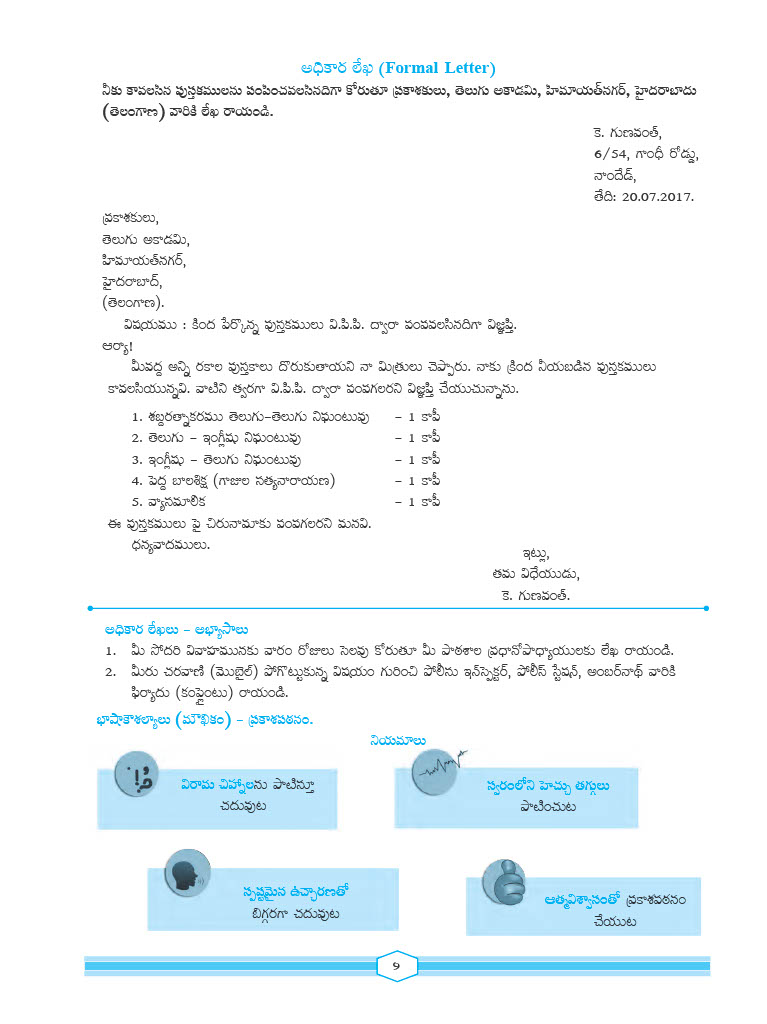 అధికార లేఖ (Formal Letter)
నీకు కావలసిన పుస్తకములను పంపించవలసినదిగా కోరుతూ ప్రకాశకులు, తెలుగు అకాడమి, హిమాయత్‌నగర్, హైదరాబాదు
(తెలంగాణ) వారికి లేఖ రాయండి.
కె. గుణవంత్,
6/54, గాంధీ రోడ్డు,
నాందేడ్,
తేది: 20.07.2017.
ప్రకాశకులు,
తెలుగు అకాడమి,
హిమాయత్‌నగర్,
హైదరాబాద్,
(తెలంగాణ).
విషయము : కింద పేర్కొన్న పుస్తకములు వి.పి.పి. ద్వారా పంపవలసినదిగా విజ్ఞప్తి.
ఆర్యా!
మీవద్ద అన్ని రకాల పుస్తకాలు దొరుకుతాయని నా మిత్రులు చెప్పారు. నాకు క్రింద నీయబడిన పుస్తకములు
కావలసియున్నవి. వాటిని త్వరగా వి.పి.పి. ద్వారా పంపగలరని విజ్ఞప్తి చేయుచున్నాను.
1. శబ్దరత్నాకరము తెలుగు-తెలుగు నిఘంటువు – 1 కాపీ
2. తెలుగు – ఇంగ్లీషు నిఘంటువు – 1 కాపీ
3. ఇంగ్లీషు – తెలుగు నిఘంటువు – 1 కాపీ
4. పెద్ద బాలశిక్ష (గాజుల సత్యనారాయణ) – 1 కాపీ
5. వ్యాసమాలిక – 1 కాపీ
ఈ పుస్తకములు పై చిరునామాకు పంపగలరని మనవి.
ధన్యవాదములు.
ఇట్లు,
తమ విధేయుడు,
కె. గుణవంత్.
అధికార లేఖలు – అభ్యాసాలు
1. మీ సోదరి వివాహమునకు వారం రోజులు సెలవు కోరుతూ మీ పాఠశాల ప్రధానోపాధ్యాయులకు లేఖ రాయండి.
2. మీరు చరవాణి (మొబైల్) పోగొట్టుకున్న విషయం గురించి పోలీసు ఇన్‌స్పెక్టర్, పోలీస్ స్టేషన్, అంబర్‌నాథ్ వారికి
ఫిర్యాదు (కంప్లైంటు) రాయండి.
భాషాకౌశల్యాలు (మౌఖికం) – ప్రకాశపఠనం.
నియమాలు
విరామ చిహ్నాలను పాటిస్తూ
చదువుట
స్వరంలోని హెచ్చు తగ్గులు
పాటించుట
స్పష్టమైన ఉచ్ఛారణతో
బిగ్గరగా చదువుట
ఆత్మవిశ్వాసంతో ప్రకాశపఠనం
చేయుట
9